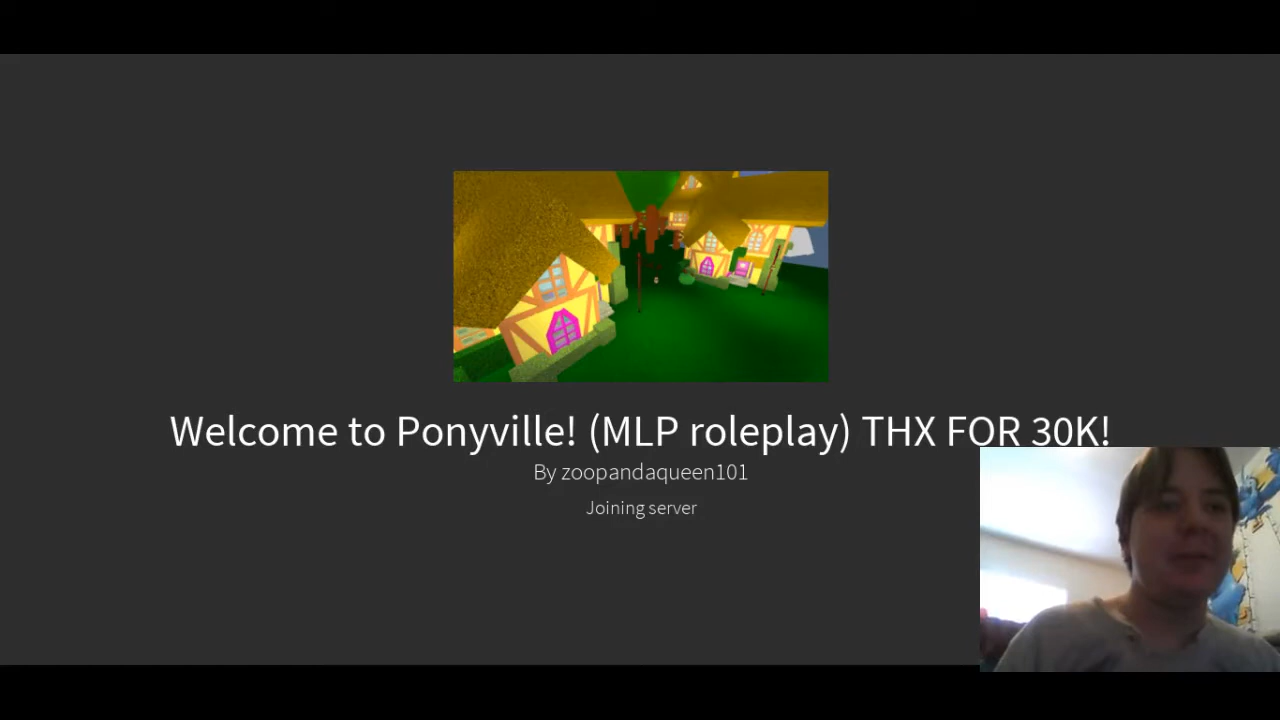 Welcome to Ponyville! (MLP roleplay) THX FOR 30K!
By zoopandaqueen101
Joining server